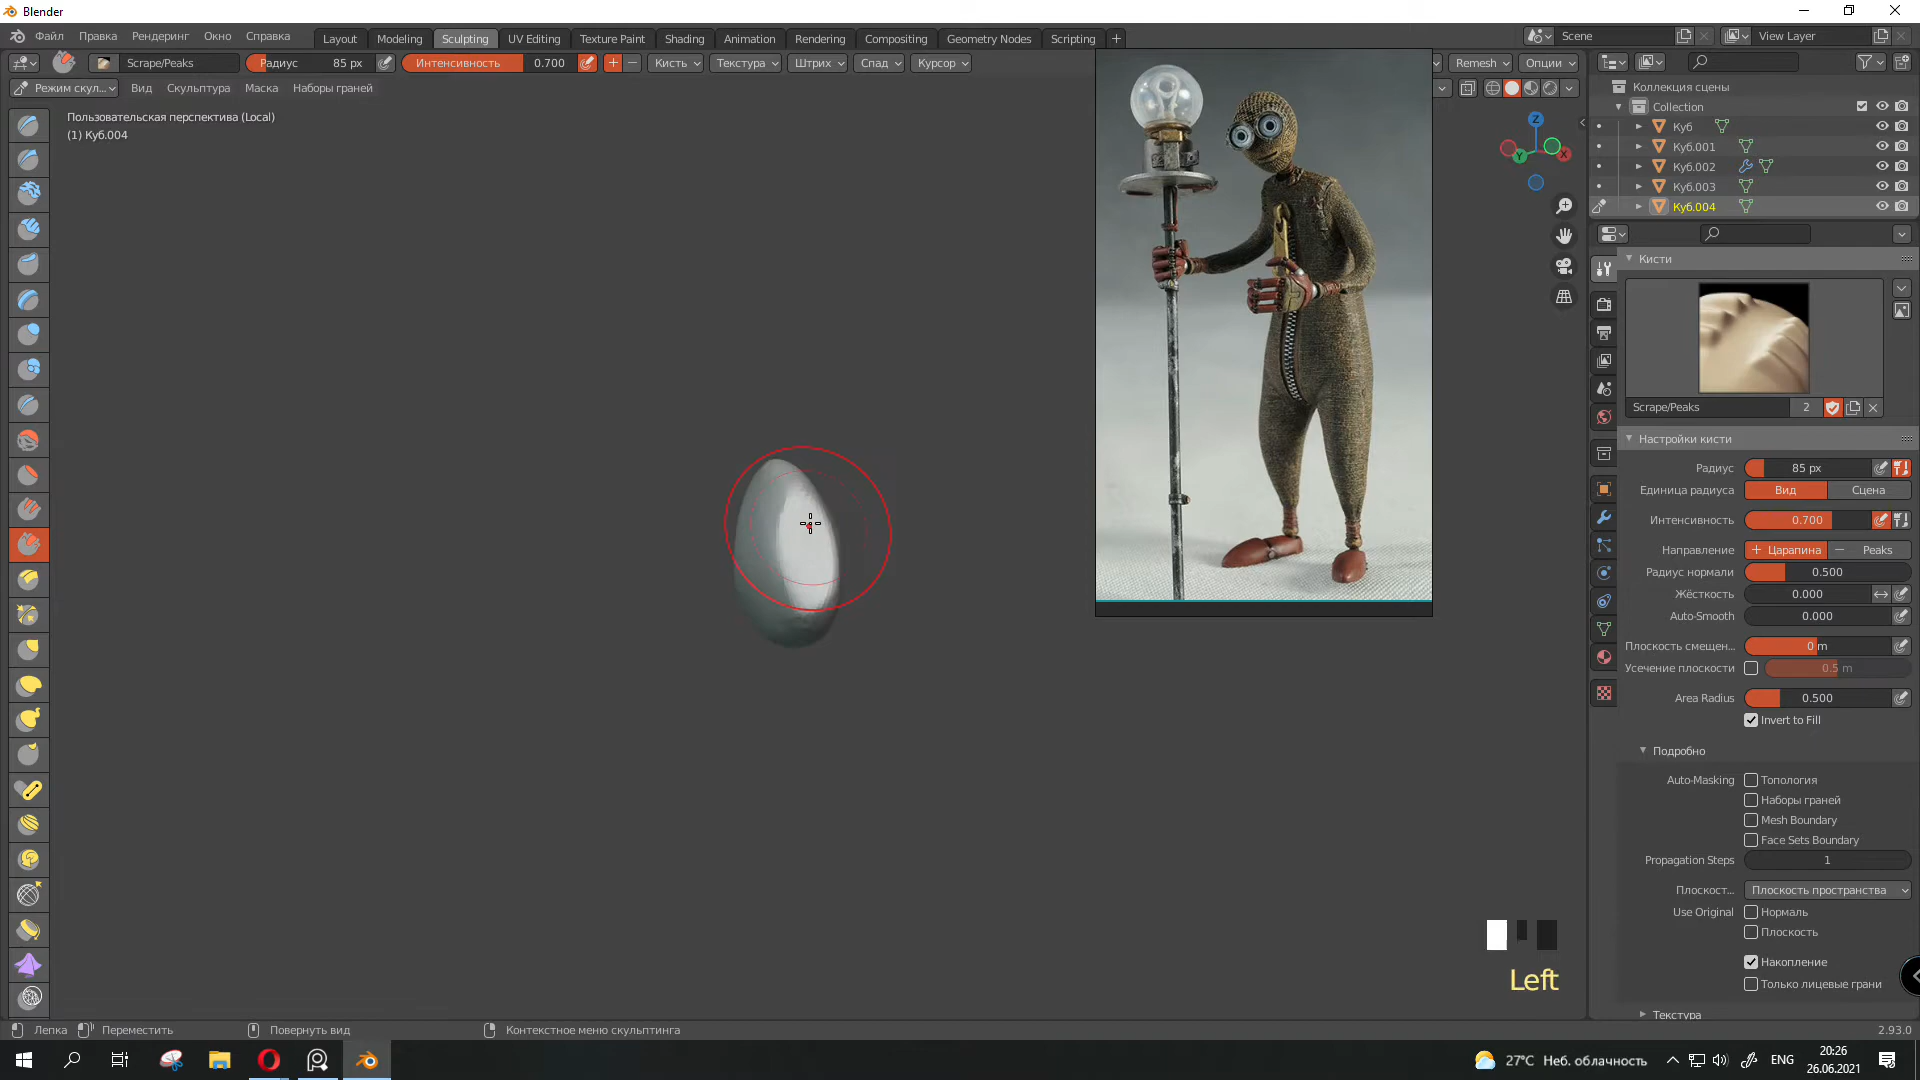 Blender
Файл Правка Рендеринг Окно Справка Layout Modeling Sculpting UV Editing Texture Paint Shading Animation Rendering Compositing Geometry Nodes Scripting Scene View Layer
Scrape/Peaks Радиус 85 px Интенсивность 0.700 Кисть Текстура Штрих Спад Курсор Remesh Опции
Режим скул... Вид Скульптура Маска Наборы граней
Коллекция сцены
Collection
Куб
Куб.001
Куб.002
Куб.003
Куб.004
Пользовательская перспектива (Local)
(1) Куб.004
Z
Y
X
Кисти
Scrape/Peaks 2
Настройки кисти
Радиус 85 px
Единица радиуса Вид Сцена
Интенсивность 0.700
Направление + Царапина − Peaks
Радиус нормали 0.500
Жёсткость 0.000
Auto-Smooth 0.000
Плоскость смещен... 0 m
Усечение плоскости 0.5 m
Area Radius 0.500
Invert to Fill
Подробно
Auto-Masking Топология
Наборы граней
Mesh Boundary
Face Sets Boundary
Propagation Steps 1
Плоскост... Плоскость пространства
Use Original Нормаль
Плоскость
Накопление
Только лицевые грани
Текстура
Left
Лепка Переместить Повернуть вид Контекстное меню скульптинга 2.93.0
27°C Неб. облачность ENG 20:26
26.06.2021